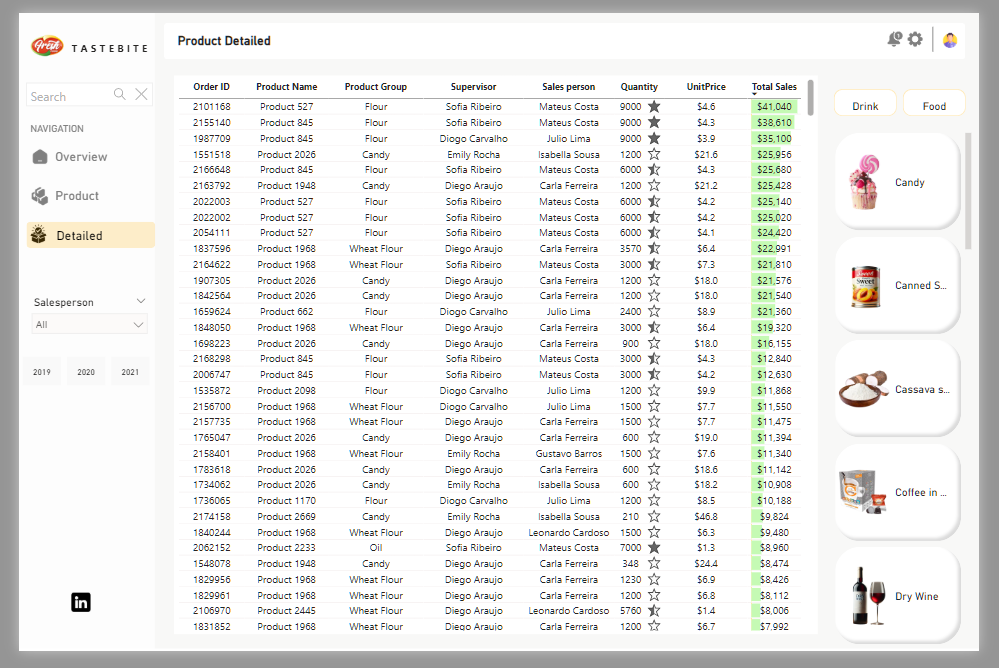 Fresh TASTEBITE
Search
NAVIGATION
Overview
Product
Detailed
Salesperson
All
2019 2020 2021
Product Detailed
Order ID Product Name Product Group Supervisor Sales person Quantity UnitPrice Total Sales
2101168 Product 527 Flour Sofia Ribeiro Mateus Costa 9000 $4.6 $41,040
2155140 Product 845 Flour Sofia Ribeiro Mateus Costa 9000 $4.3 $38,610
1987709 Product 845 Flour Diogo Carvalho Julio Lima 9000 $3.9 $35,100
1551518 Product 2026 Candy Emily Rocha Isabella Sousa 1200 $21.6 $25,956
2166648 Product 845 Flour Sofia Ribeiro Mateus Costa 6000 $4.3 $25,680
2163792 Product 1948 Candy Diego Araujo Carla Ferreira 1200 $21.2 $25,428
2022003 Product 527 Flour Sofia Ribeiro Mateus Costa 6000 $4.2 $25,140
2022002 Product 527 Flour Sofia Ribeiro Mateus Costa 6000 $4.2 $25,020
2054111 Product 527 Flour Sofia Ribeiro Mateus Costa 6000 $4.1 $24,420
1837596 Product 1968 Wheat Flour Diego Araujo Carla Ferreira 3570 $6.4 $22,991
2164622 Product 1968 Wheat Flour Sofia Ribeiro Mateus Costa 3000 $7.3 $21,810
1907305 Product 2026 Candy Diego Araujo Carla Ferreira 1200 $18.0 $21,576
1842564 Product 2026 Candy Diego Araujo Carla Ferreira 1200 $18.0 $21,540
1659624 Product 662 Flour Diogo Carvalho Julio Lima 2400 $8.9 $21,360
1848050 Product 1968 Wheat Flour Diego Araujo Carla Ferreira 3000 $6.4 $19,320
1698223 Product 2026 Candy Diego Araujo Carla Ferreira 900 $18.0 $16,155
2168298 Product 845 Flour Sofia Ribeiro Mateus Costa 3000 $4.3 $12,840
2006747 Product 845 Flour Sofia Ribeiro Mateus Costa 3000 $4.2 $12,630
1535872 Product 2098 Flour Diogo Carvalho Julio Lima 1200 $9.9 $11,868
2156700 Product 1968 Wheat Flour Diogo Carvalho Julio Lima 1500 $7.7 $11,550
2157735 Product 1968 Wheat Flour Diego Araujo Carla Ferreira 1500 $7.7 $11,475
1765047 Product 2026 Candy Diego Araujo Carla Ferreira 600 $19.0 $11,394
2158401 Product 1968 Wheat Flour Emily Rocha Gustavo Barros 1500 $7.6 $11,340
1783618 Product 2026 Candy Diego Araujo Carla Ferreira 600 $18.6 $11,142
1734062 Product 2026 Candy Emily Rocha Isabella Sousa 600 $18.2 $10,908
1736065 Product 1170 Flour Diogo Carvalho Julio Lima 1200 $8.5 $10,188
2174158 Product 2669 Candy Emily Rocha Isabella Sousa 210 $46.8 $9,824
1840244 Product 1968 Wheat Flour Diego Araujo Leonardo Cardoso 1500 $6.3 $9,480
2062152 Product 2233 Oil Sofia Ribeiro Mateus Costa 7000 $1.3 $8,960
1548078 Product 1948 Candy Diego Araujo Carla Ferreira 348 $24.4 $8,474
1829956 Product 1968 Wheat Flour Diego Araujo Carla Ferreira 1230 $6.9 $8,426
1829961 Product 1968 Wheat Flour Diego Araujo Carla Ferreira 1200 $6.8 $8,112
2106970 Product 2445 Wheat Flour Diego Araujo Leonardo Cardoso 5760 $1.4 $8,006
1831852 Product 1968 Wheat Flour Diego Araujo Carla Ferreira 1200 $6.7 $7,992
Drink Food
Candy
Canned S...
Cassava s...
Coffee in ...
Dry Wine